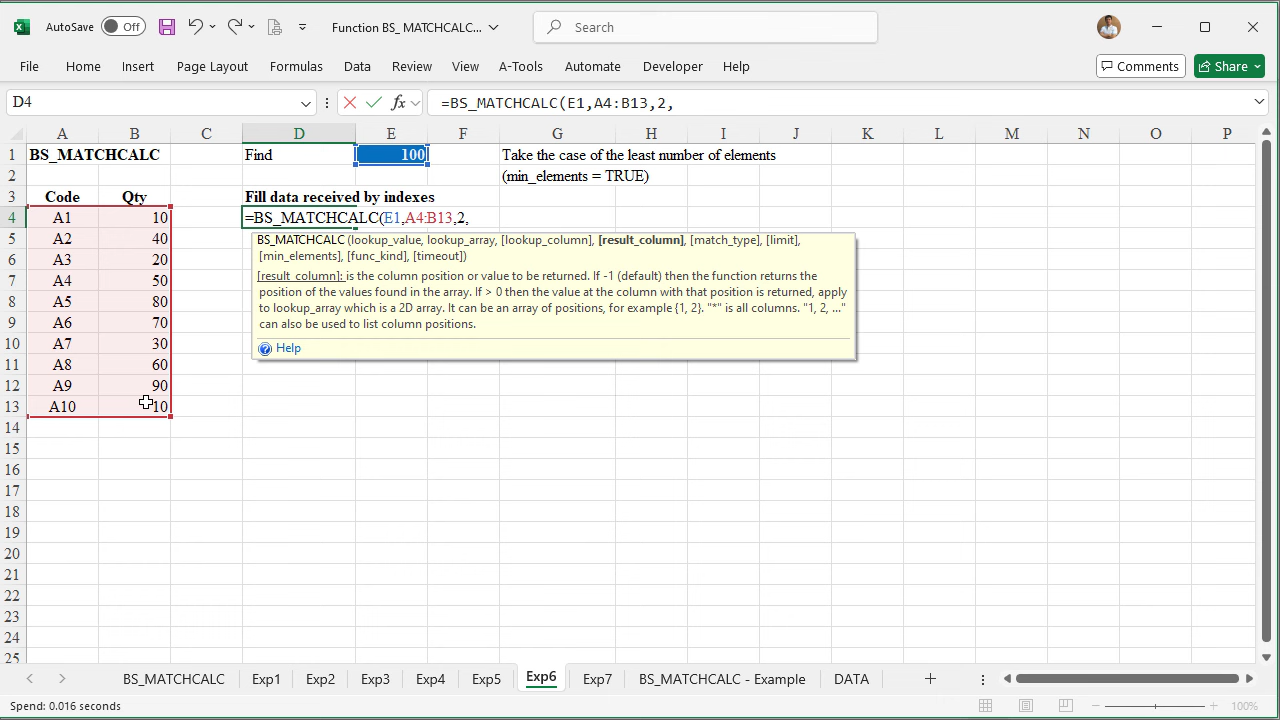 AutoSave Off Function BS_ MATCHCALC... Search
File Home Insert Page Layout Formulas Data Review View A-Tools Automate Developer Help Comments Share
D4 fx =BS_MATCHCALC(E1,A4:B13,2,
A B C D E F G H I J K L M N O P
1 BS_MATCHCALC Find 100 Take the case of the least number of elements
2 (min_elements = TRUE)
3 Code Qty Fill data received by indexes
4 A1 10 =BS_MATCHCALC(E1,A4:B13,2,
5 A2 40 BS_MATCHCALC (lookup_value, lookup_array, [lookup_column], [result_column], [match_type], [limit],
[min_elements], [func_kind], [timeout])
6 A3 20
7 A4 50 [result_column]: is the column position or value to be returned. If -1 (default) then the function returns the
position of the values found in the array. If > 0 then the value at the column with that position is returned, apply
8 A5 80 to lookup_array which is a 2D array. It can be an array of positions, for example {1, 2}. "*" is all columns. "1, 2, ..."
9 A6 70 can also be used to list column positions.
10 A7 30 Help
11 A8 60
12 A9 90
13 A10 10
14
15
16
17
18
19
20
21
22
23
24
25
BS_MATCHCALC Exp1 Exp2 Exp3 Exp4 Exp5 Exp6 Exp7 BS_MATCHCALC - Example DATA
Spend: 0.016 seconds 100%